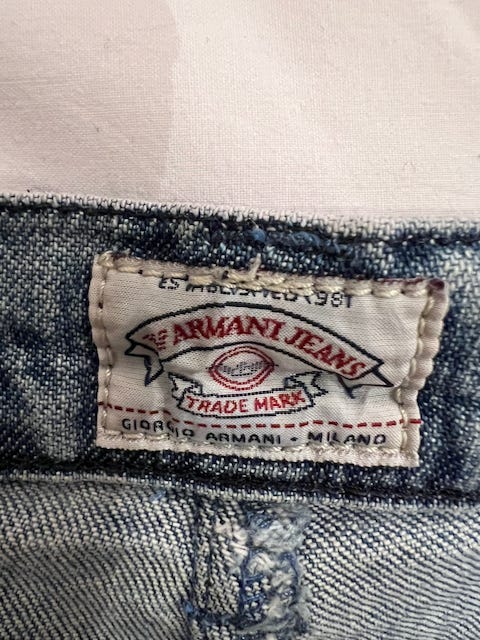 ESTABLISHED 1981
ARMANI JEANS
TRADE MARK
GIORGIO ARMANI • MILANO